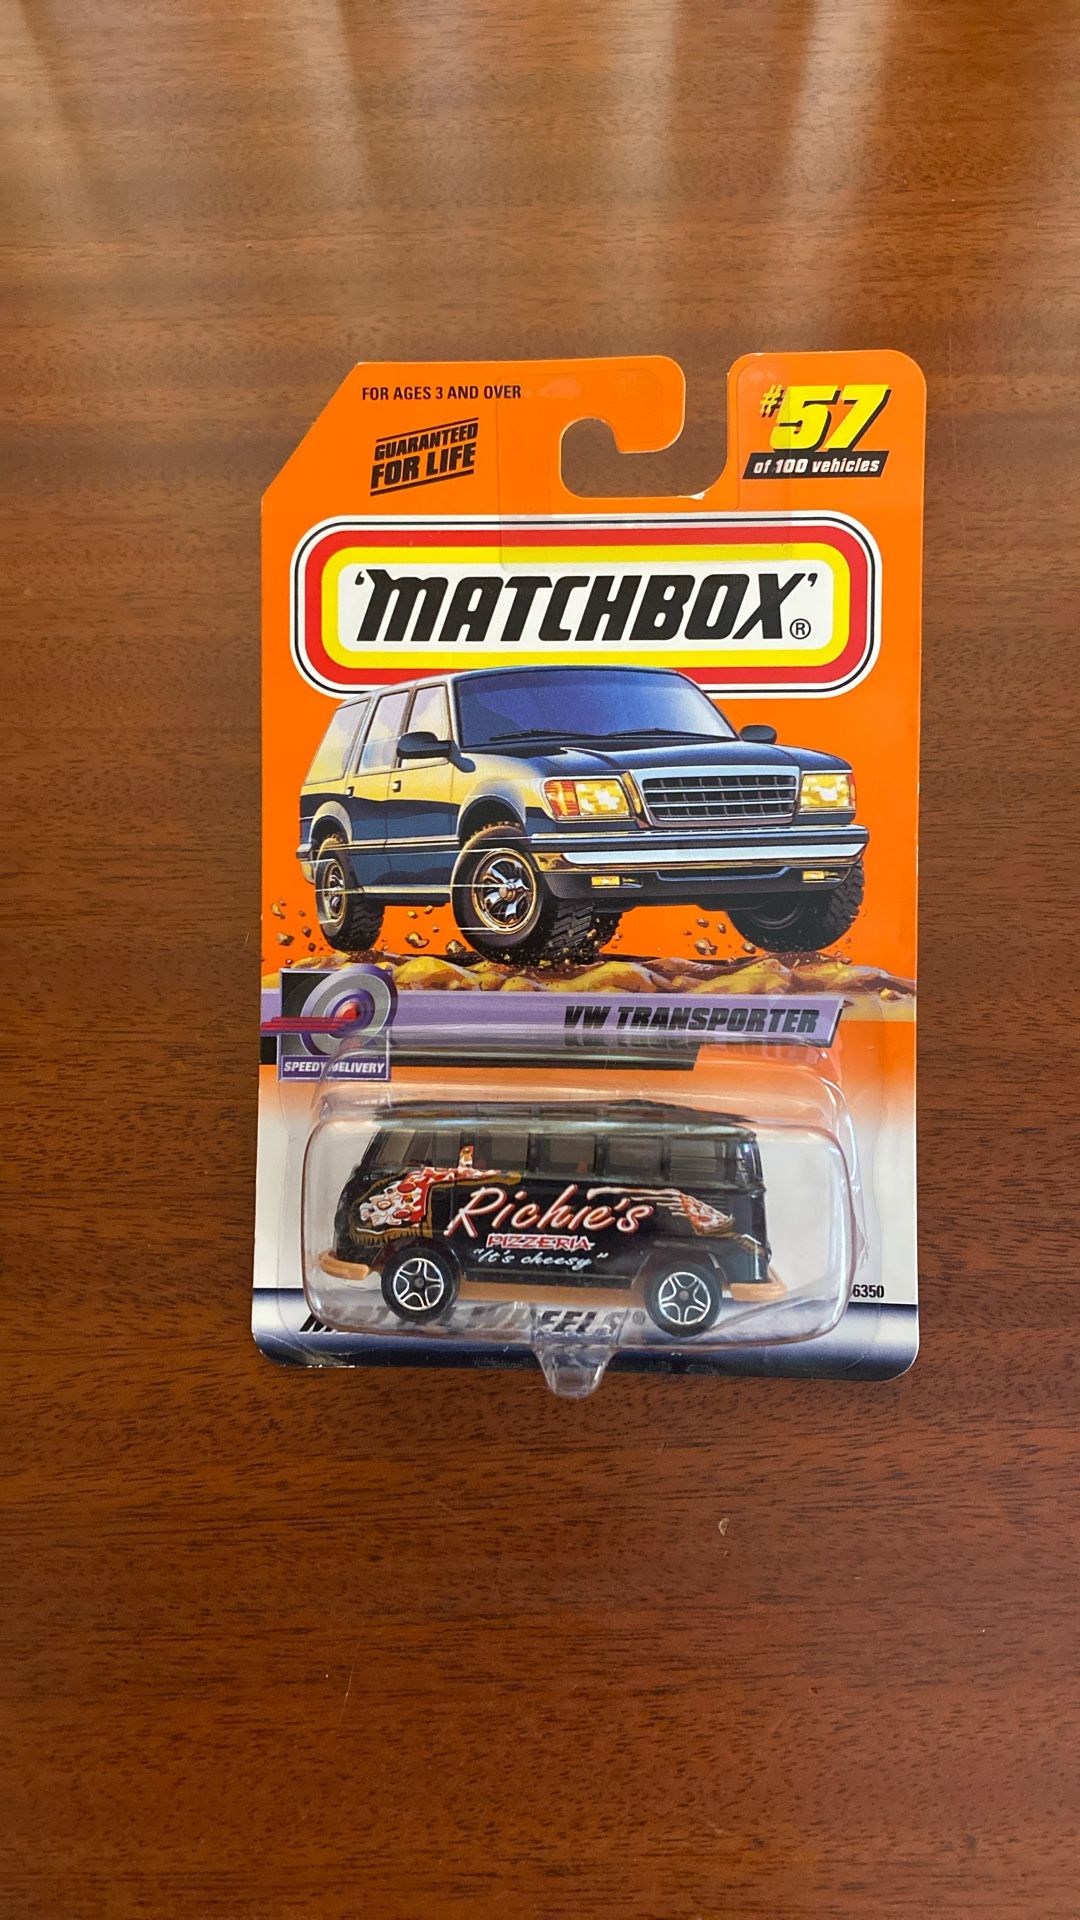 FOR AGES 3 AND OVER
GUARANTEED
FOR LIFE
#57
of 100 vehicles
'MATCHBOX'®
VW TRANSPORTER
SPEEDY DELIVERY
Richie's
PIZZERIA
"It's cheesy"
6350
WHEELS®